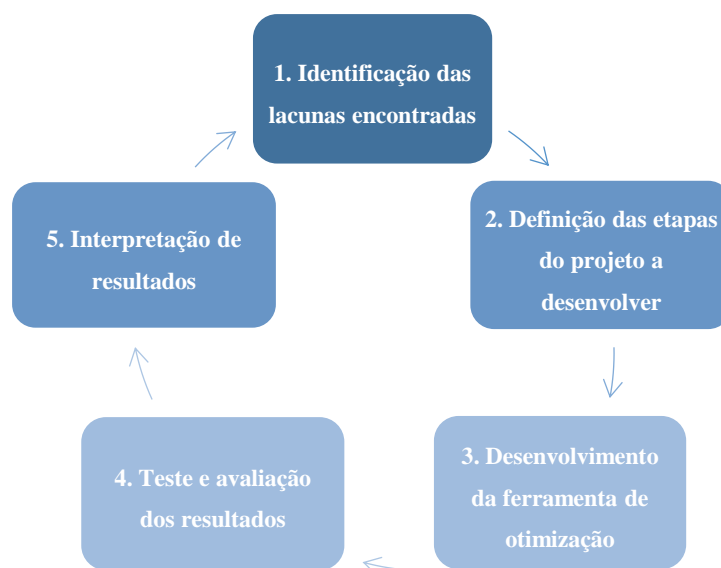 1. Identificação das
lacunas encontradas
2. Definição das etapas
do projeto a
desenvolver
3. Desenvolvimento
da ferramenta de
otimização
4. Teste e avaliação
dos resultados
5. Interpretação de
resultados